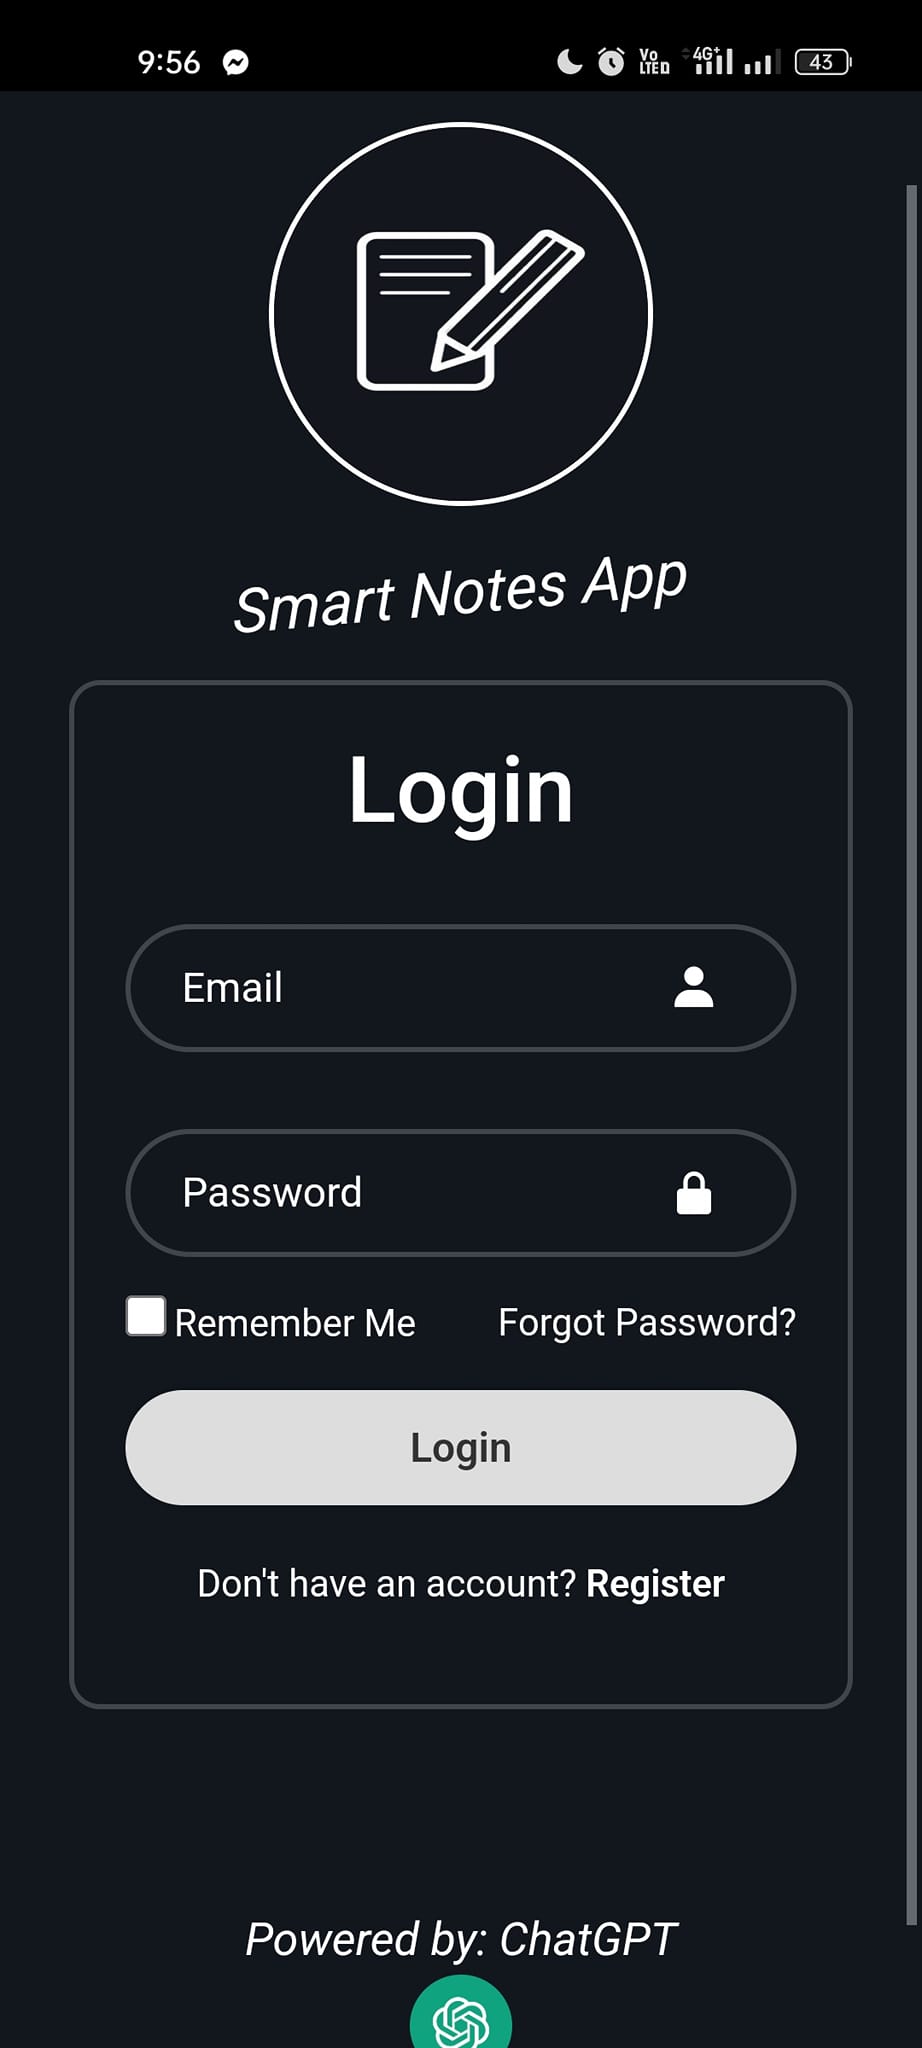 9:56
Vo LTE 4G+ 43
Smart Notes App
Login
Email
Password
Remember Me Forgot Password?
Login
Don't have an account? Register
Powered by: ChatGPT